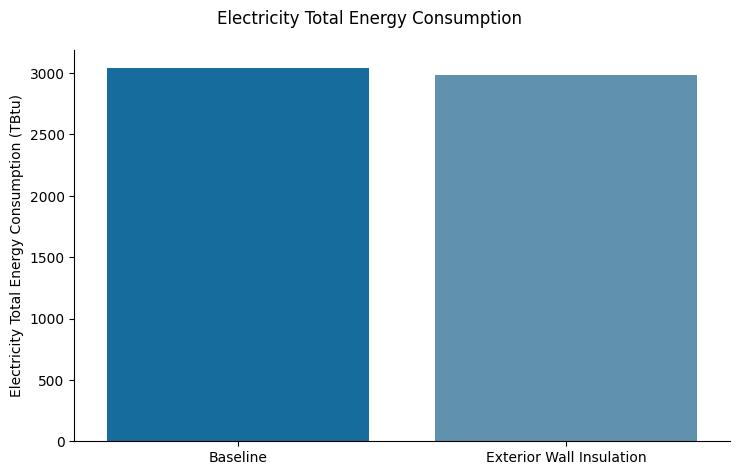 Electricity Total Energy Consumption
Electricity Total Energy Consumption (TBtu)
3000
2500
2000
1500
1000
500
0
Baseline
Exterior Wall Insulation